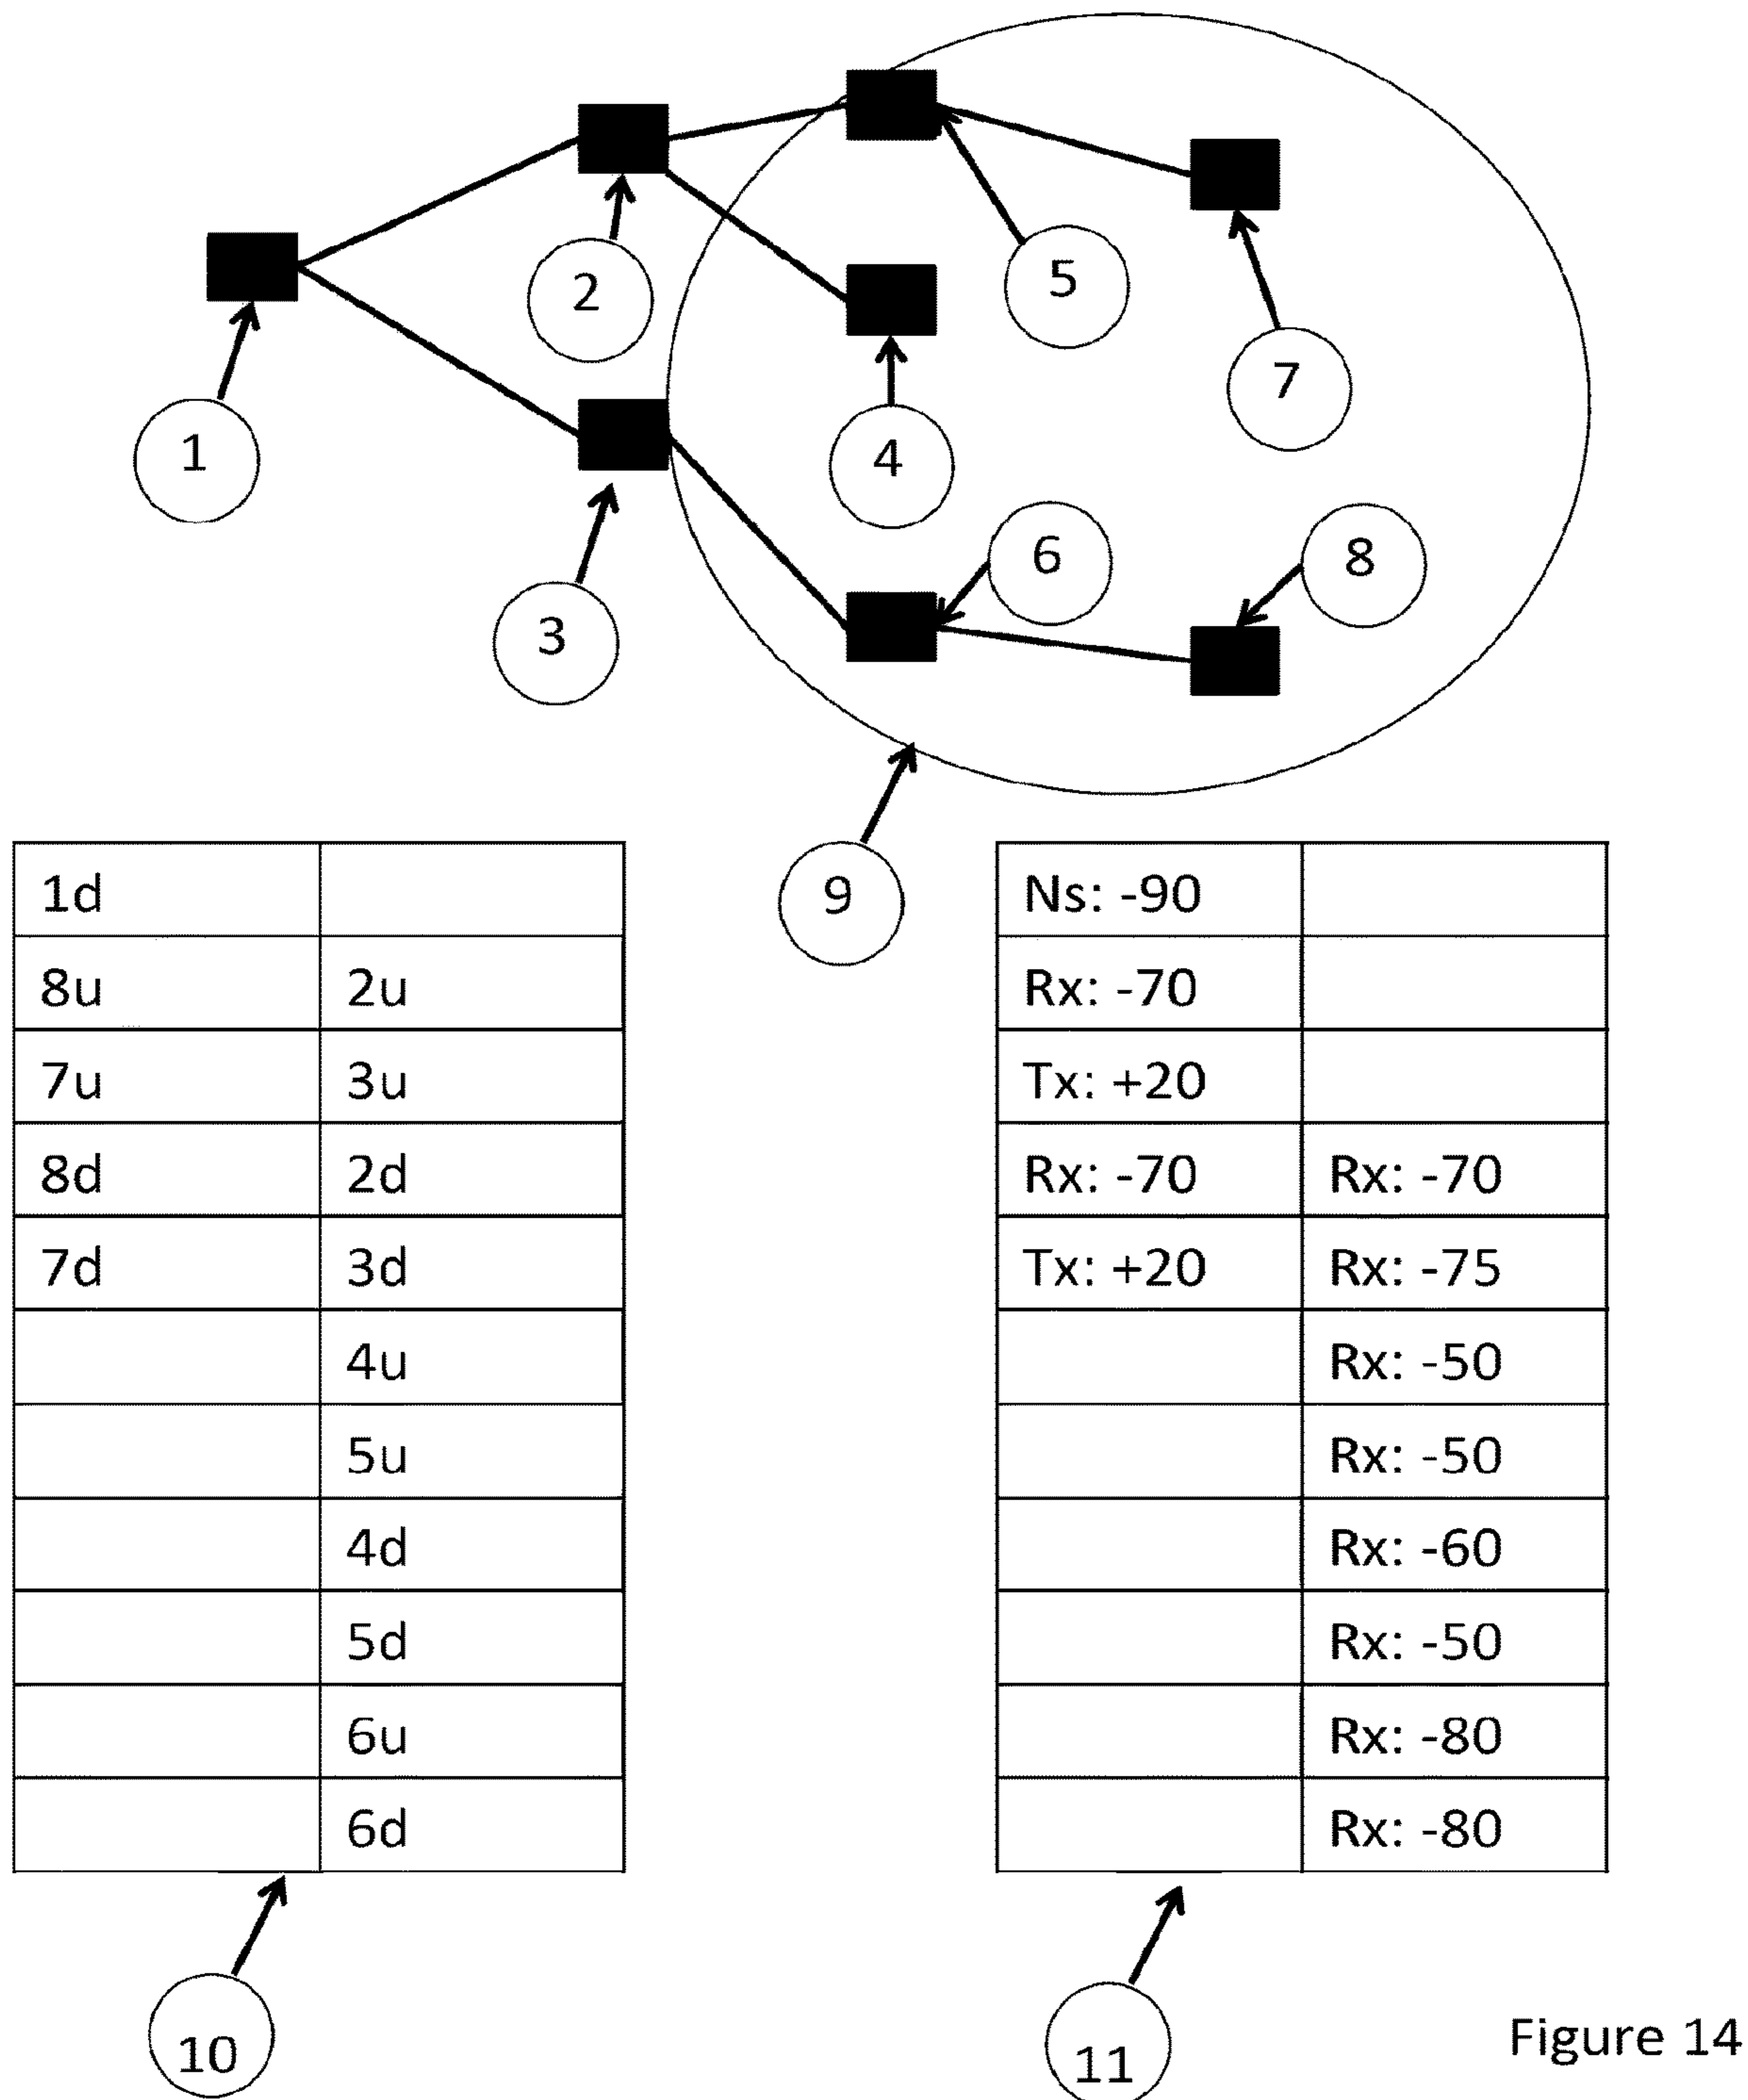 2
5
1
7
4
3
6
8
9
1d
8u 2u
7u 3u
8d 2d
7d 3d
4u
5u
4d
5d
6u
6d
Ns: -90
Rx: -70
Tx: +20
Rx: -70 Rx: -70
Tx: +20 Rx: -75
Rx: -50
Rx: -50
Rx: -60
Rx: -50
Rx: -80
Rx: -80
10
11
Figure 14